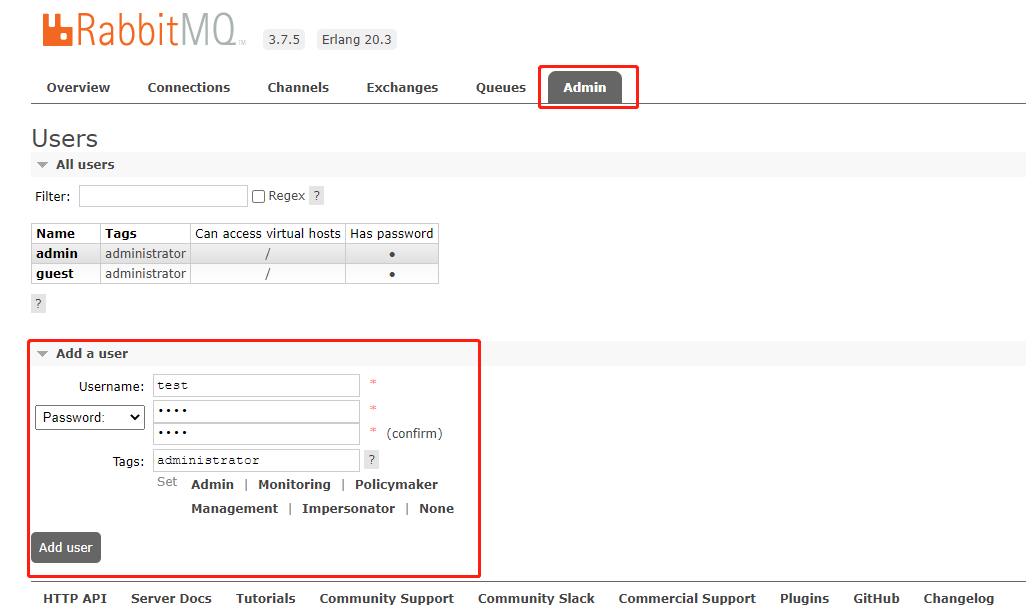 RabbitMQ TM 3.7.5 Erlang 20.3
Overview Connections Channels Exchanges Queues Admin
Users
All users
Filter: Regex ?
Name Tags Can access virtual hosts Has password
admin administrator / ●
guest administrator / ●
?
Add a user
Username: test *
Password: •••• *
•••• * (confirm)
Tags: administrator ?
Set Admin | Monitoring | Policymaker
Management | Impersonator | None
Add user
HTTP API Server Docs Tutorials Community Support Community Slack Commercial Support Plugins GitHub Changelog